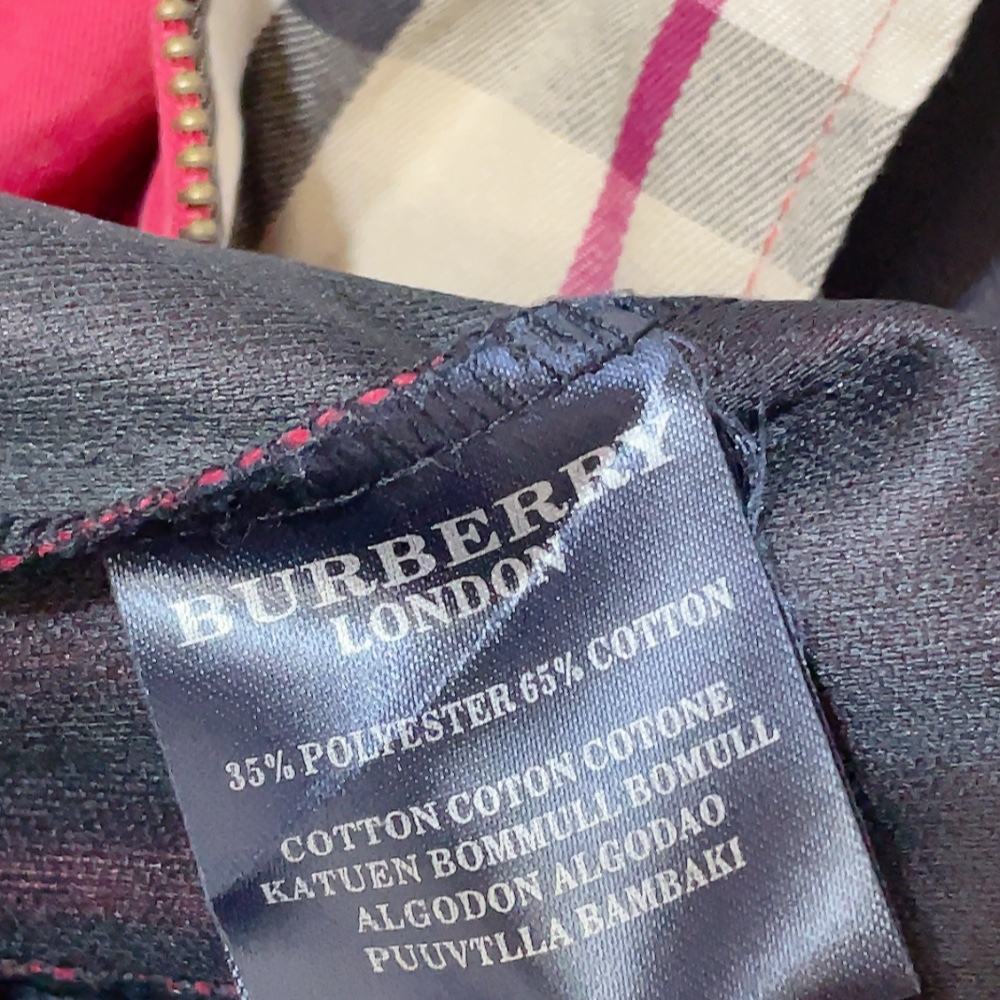 BURBERRY
LONDON
35% POLYESTER 65% COTTON
COTTON COTON COTONE
KATUEN BOMMULL BOMULL
ALGODON ALGODAO
PUUVTLLA BAMBAKI